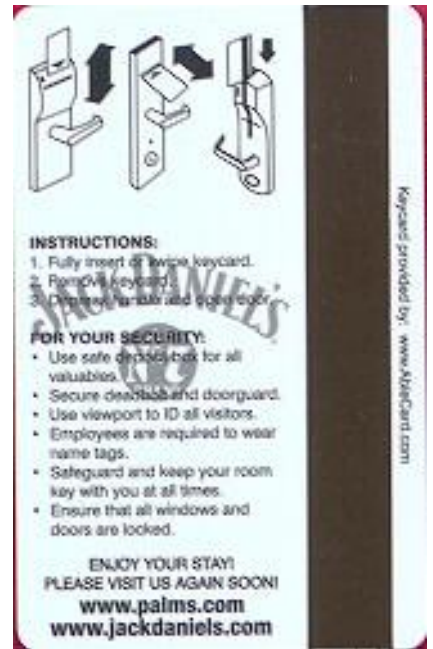 INSTRUCTIONS:
1. Fully insert or swipe keycard.
2. Remove keycard.
3. Depress handle and open door.
JACK DANIEL'S
FOR YOUR SECURITY:
• Use safe deposit box for all
valuables.
• Secure deadbolt and doorguard.
• Use viewport to ID all visitors.
• Employees are required to wear
name tags.
• Safeguard and keep your room
key with you at all times.
• Ensure that all windows and
doors are locked.
ENJOY YOUR STAY!
PLEASE VISIT US AGAIN SOON!
www.palms.com
www.jackdaniels.com
Keycard provided by: